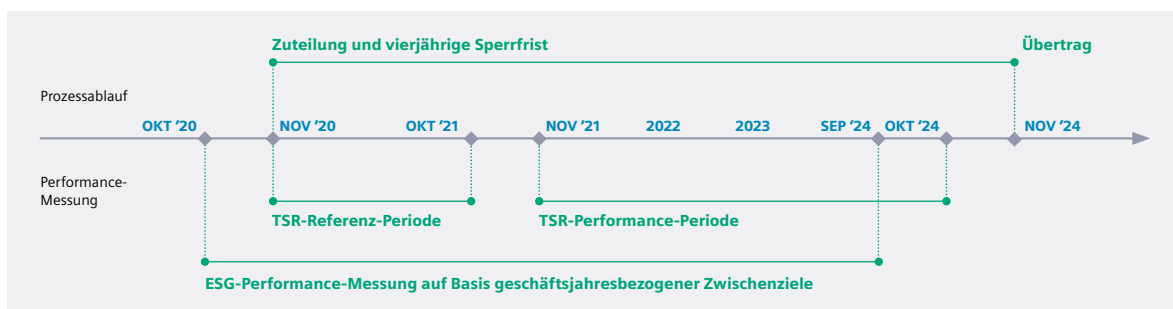 Zuteilung und vierjährige Sperrfrist Übertrag
Prozessablauf
OKT ’20 NOV ’20 OKT ’21 NOV ’21 2022 2023 SEP ’24 OKT ’24 NOV ’24
Performance-
Messung
TSR-Referenz-Periode TSR-Performance-Periode
ESG-Performance-Messung auf Basis geschäftsjahresbezogener Zwischenziele